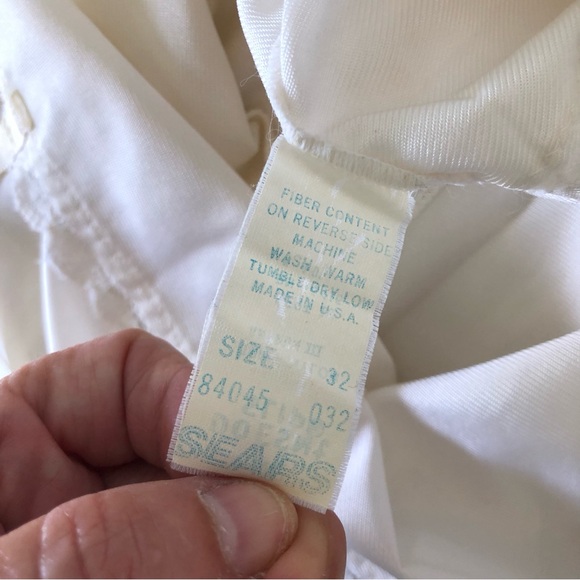 FIBER CONTENT
ON REVERSE SIDE
MACHINE
WASH WARM
TUMBLE DRY LOW
MADE IN U.S.A.
SIZE 32
84045 032
SEARS